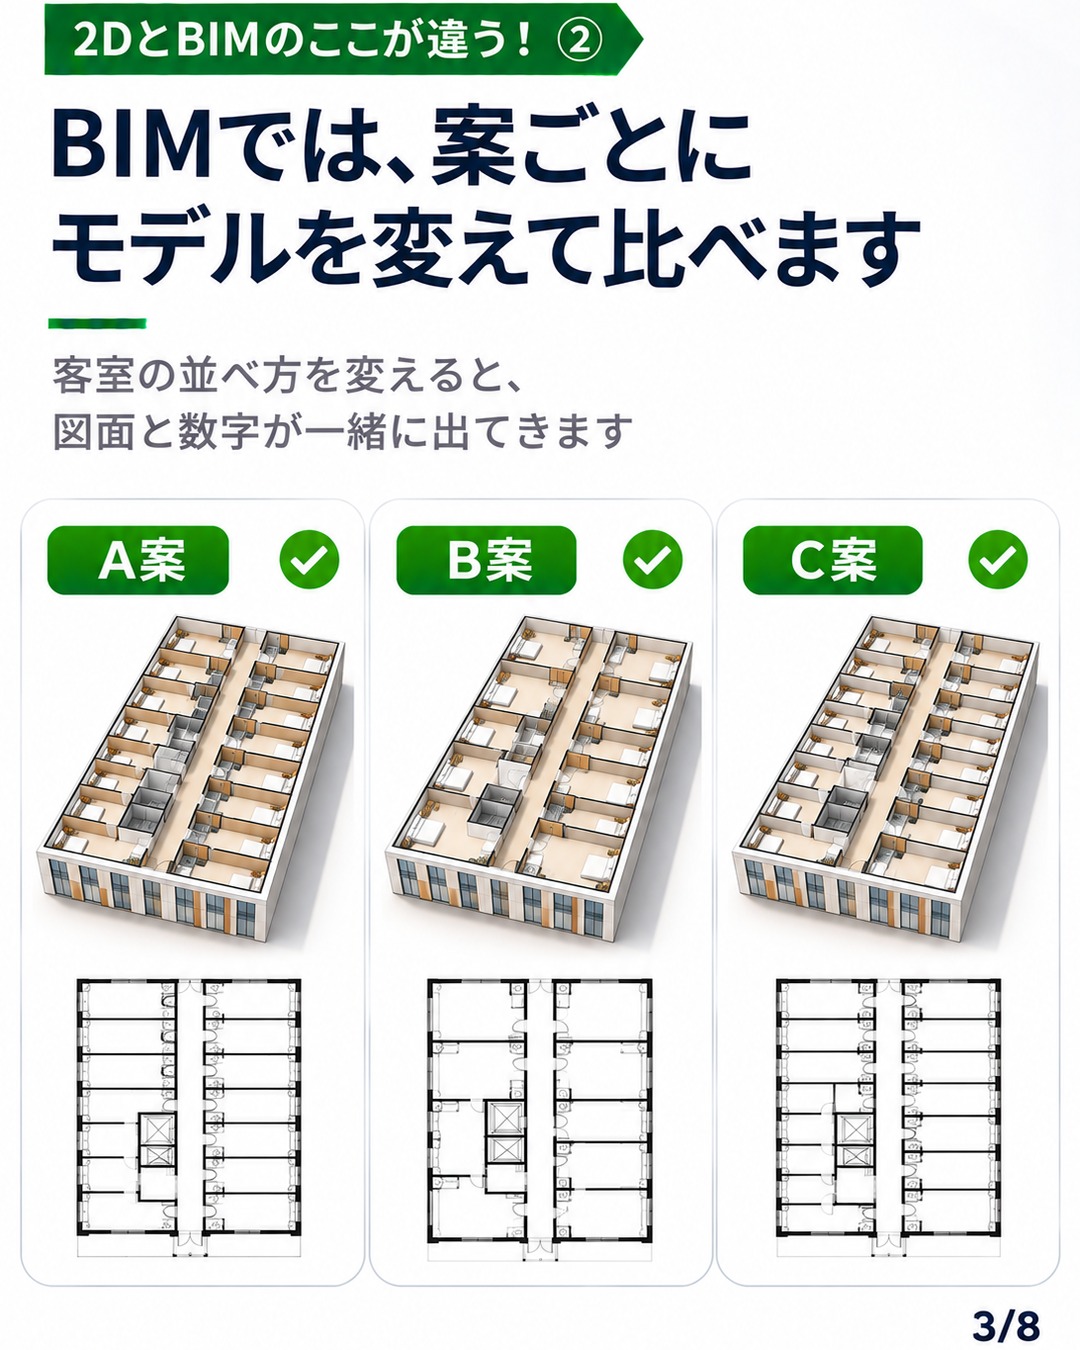 2DとBIMのここが違う！ ②
BIMでは、案ごとに
モデルを変えて比べます
客室の並べ方を変えると、
図面と数字が一緒に出てきます
A案
B案
C案
3/8